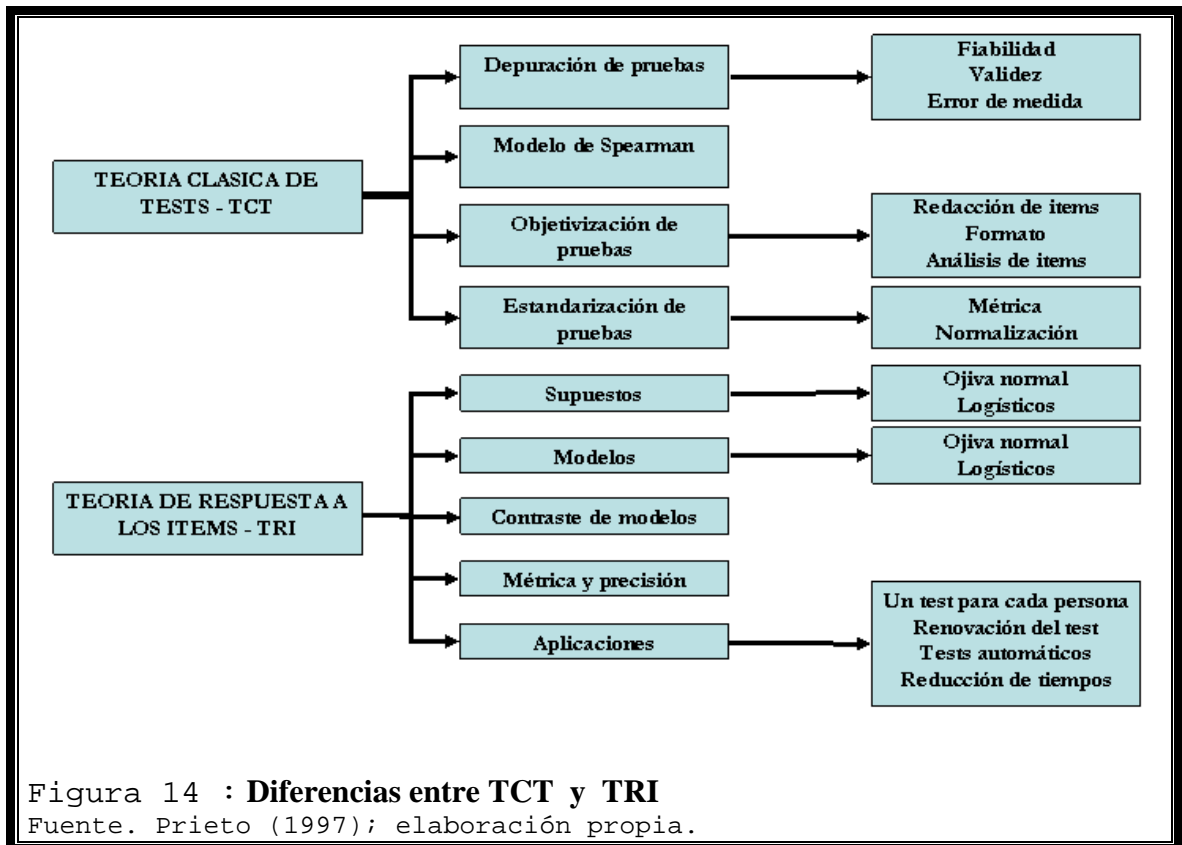 TEORIA CLASICA DE
TESTS - TCT
Depuración de pruebas
Fiabilidad
Validez
Error de medida
Modelo de Spearman
Objetivización de
pruebas
Redacción de items
Formato
Análisis de items
Estandarización de
pruebas
Métrica
Normalización
TEORIA DE RESPUESTA A
LOS ITEMS - TRI
Supuestos
Ojiva normal
Logísticos
Modelos
Ojiva normal
Logísticos
Contraste de modelos
Métrica y precisión
Aplicaciones
Un test para cada persona
Renovación del test
Tests automáticos
Reducción de tiempos
Figura 14 : Diferencias entre TCT y TRI
Fuente. Prieto (1997); elaboración propia.